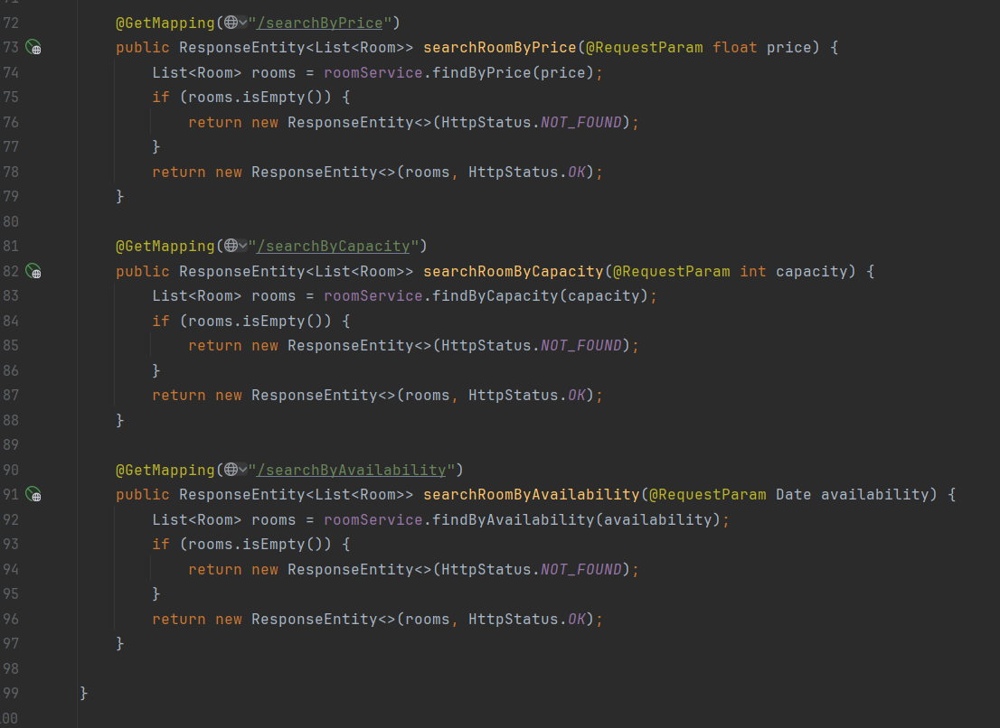 71
72 @GetMapping("/searchByPrice")
73 public ResponseEntity<List<Room>> searchRoomByPrice(@RequestParam float price) {
74 List<Room> rooms = roomService.findByPrice(price);
75 if (rooms.isEmpty()) {
76 return new ResponseEntity<>(HttpStatus.NOT_FOUND);
77 }
78 return new ResponseEntity<>(rooms, HttpStatus.OK);
79 }
80
81 @GetMapping("/searchByCapacity")
82 public ResponseEntity<List<Room>> searchRoomByCapacity(@RequestParam int capacity) {
83 List<Room> rooms = roomService.findByCapacity(capacity);
84 if (rooms.isEmpty()) {
85 return new ResponseEntity<>(HttpStatus.NOT_FOUND);
86 }
87 return new ResponseEntity<>(rooms, HttpStatus.OK);
88 }
89
90 @GetMapping("/searchByAvailability")
91 public ResponseEntity<List<Room>> searchRoomByAvailability(@RequestParam Date availability) {
92 List<Room> rooms = roomService.findByAvailability(availability);
93 if (rooms.isEmpty()) {
94 return new ResponseEntity<>(HttpStatus.NOT_FOUND);
95 }
96 return new ResponseEntity<>(rooms, HttpStatus.OK);
97 }
98
99 }
100